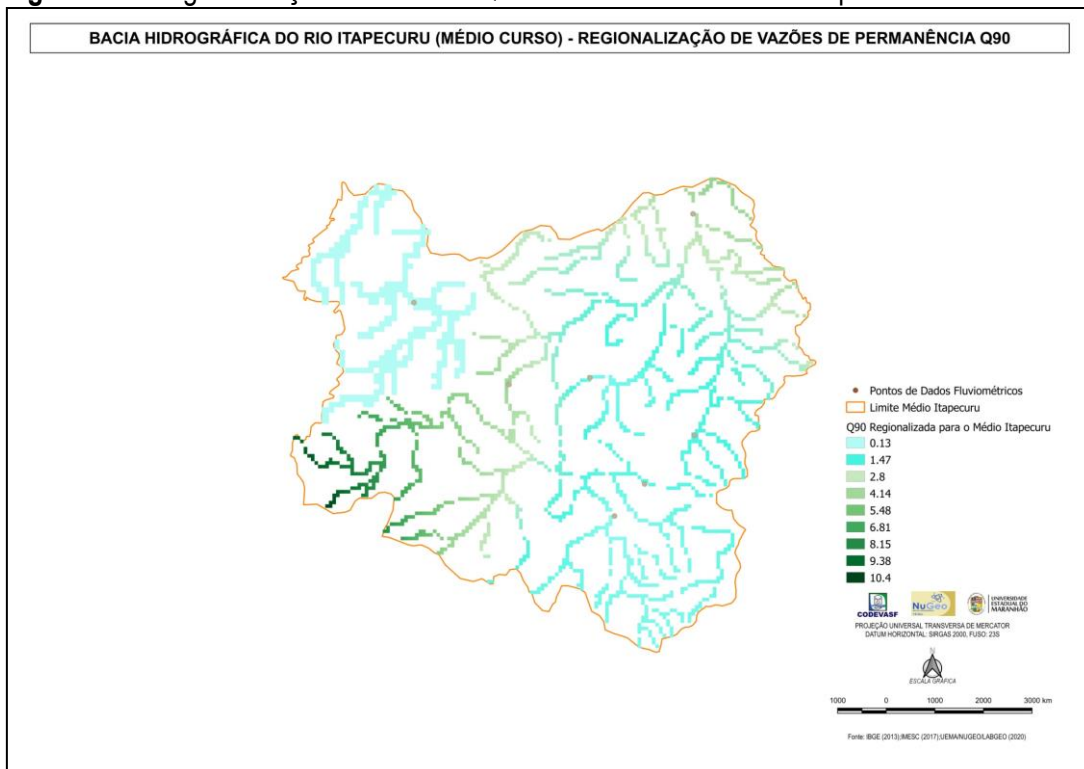 BACIA HIDROGRÁFICA DO RIO ITAPECURU (MÉDIO CURSO) - REGIONALIZAÇÃO DE VAZÕES DE PERMANÊNCIA Q90
Pontos de Dados Fluviométricos
Limite Médio Itapecuru
Q90 Regionalizada para o Médio Itapecuru
0.13
1.47
2.8
4.14
5.48
6.81
8.15
9.38
10.4
CODEVASF
NuGeo
UNIVERSIDADE
ESTADUAL DO
MARANHÃO
PROJEÇÃO UNIVERSAL TRANSVERSA DE MERCATOR
DATUM HORIZONTAL: SIRGAS 2000, FUSO: 23S
N
ESCALA GRÁFICA
1000 0 1000 2000 3000 km
Fonte: IBGE (2013);IMESC (2017);UEMA/NUGEO/LABGEO (2020)